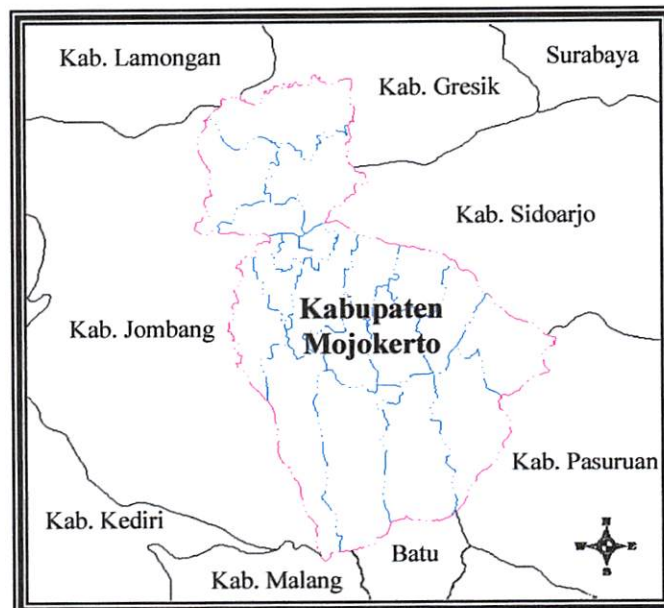 Kab. Lamongan
Surabaya
Kab. Gresik
Kab. Sidoarjo
Kabupaten
Mojokerto
Kab. Jombang
Kab. Pasuruan
Kab. Kediri
Batu
Kab. Malang
N
W
E
S